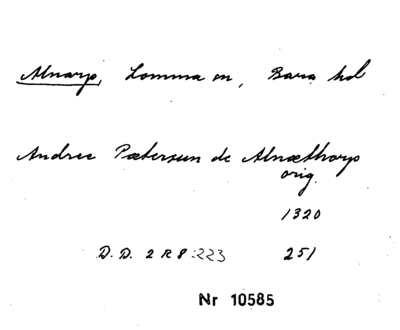 Alnarp, Lomma sn, Bara hd
Andree Pætersun de Alnæthorp
orig.
1320
D.D. 2 R 8:223 251
Nr 10585